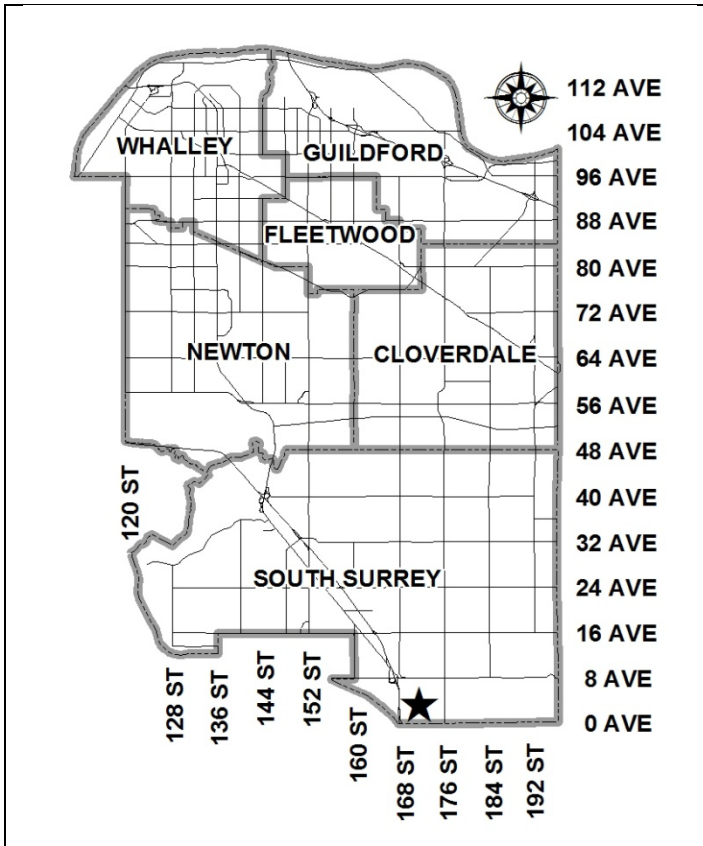 112 AVE
104 AVE
WHALLEY
GUILDFORD
96 AVE
88 AVE
FLEETWOOD
80 AVE
72 AVE
NEWTON
CLOVERDALE
64 AVE
56 AVE
48 AVE
120 ST
40 AVE
32 AVE
SOUTH SURREY
24 AVE
16 AVE
128 ST
136 ST
144 ST
152 ST
8 AVE
160 ST
0 AVE
168 ST
176 ST
184 ST
192 ST